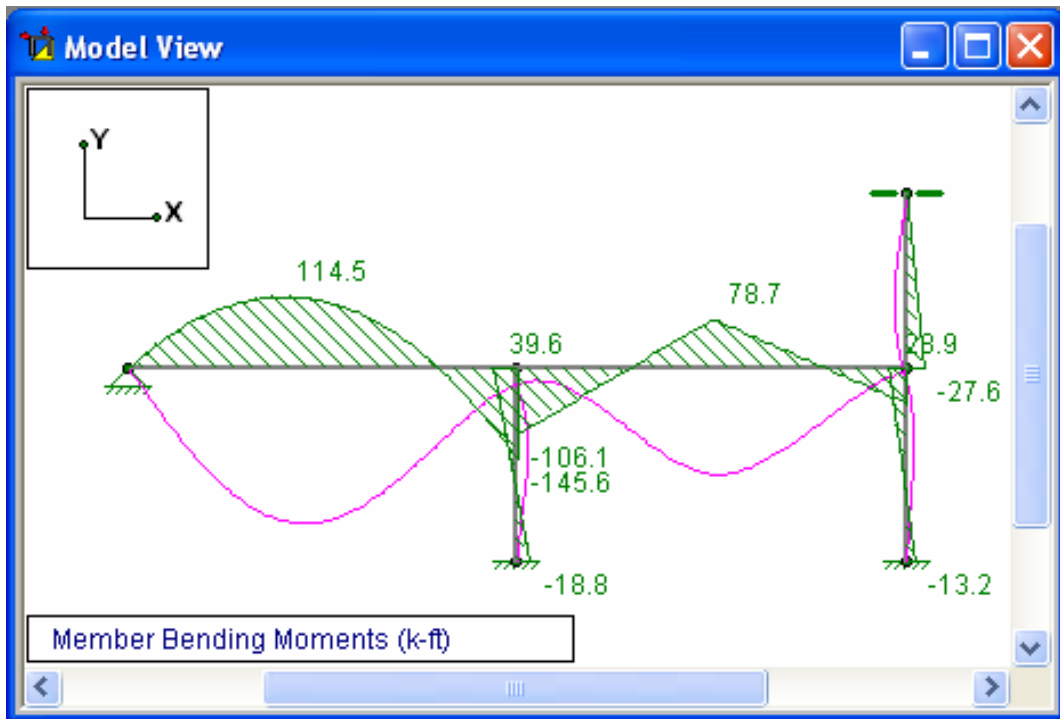 Model View
Y
X
114.5
78.7
39.6
28.9
-27.6
-106.1
-145.6
-18.8
-13.2
Member Bending Moments (k-ft)